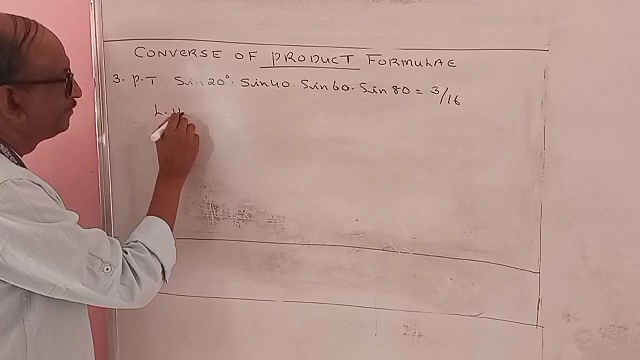 CONVERSE OF PRODUCT FORMULAE
3. P.T Sin 20°. Sin 40. Sin 60. Sin 80 = 3/16
L.H